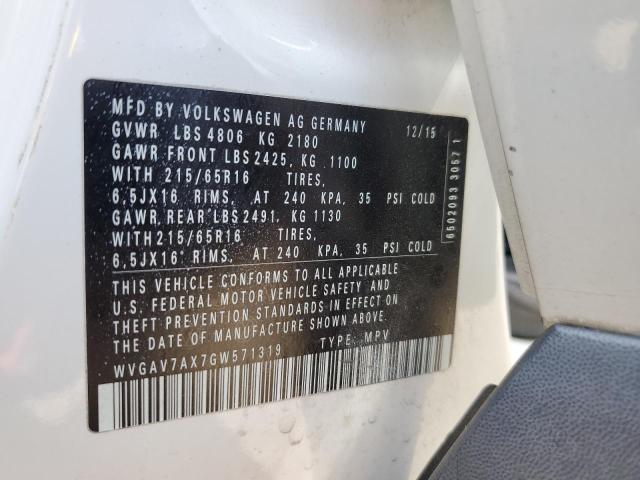 MFD BY VOLKSWAGEN AG GERMANY 12/15
GVWR LBS 4806 KG 2180
GAWR FRONT LBS 2425, KG 1100
WITH 215/65R16 TIRES,
6,5JX16 RIMS, AT 240 KPA, 35 PSI COLD
GAWR REAR LBS 2491, KG 1130
WITH 215/65R16 TIRES,
6,5JX16 RIMS, AT 240 KPA, 35 PSI COLD
THIS VEHICLE CONFORMS TO ALL APPLICABLE
U.S. FEDERAL MOTOR VEHICLE SAFETY AND
THEFT PREVENTION STANDARDS IN EFFECT ON
THE DATE OF MANUFACTURE SHOWN ABOVE.
WVGAV7AX7GW571319 TYPE: MPV
6502093 3057 1